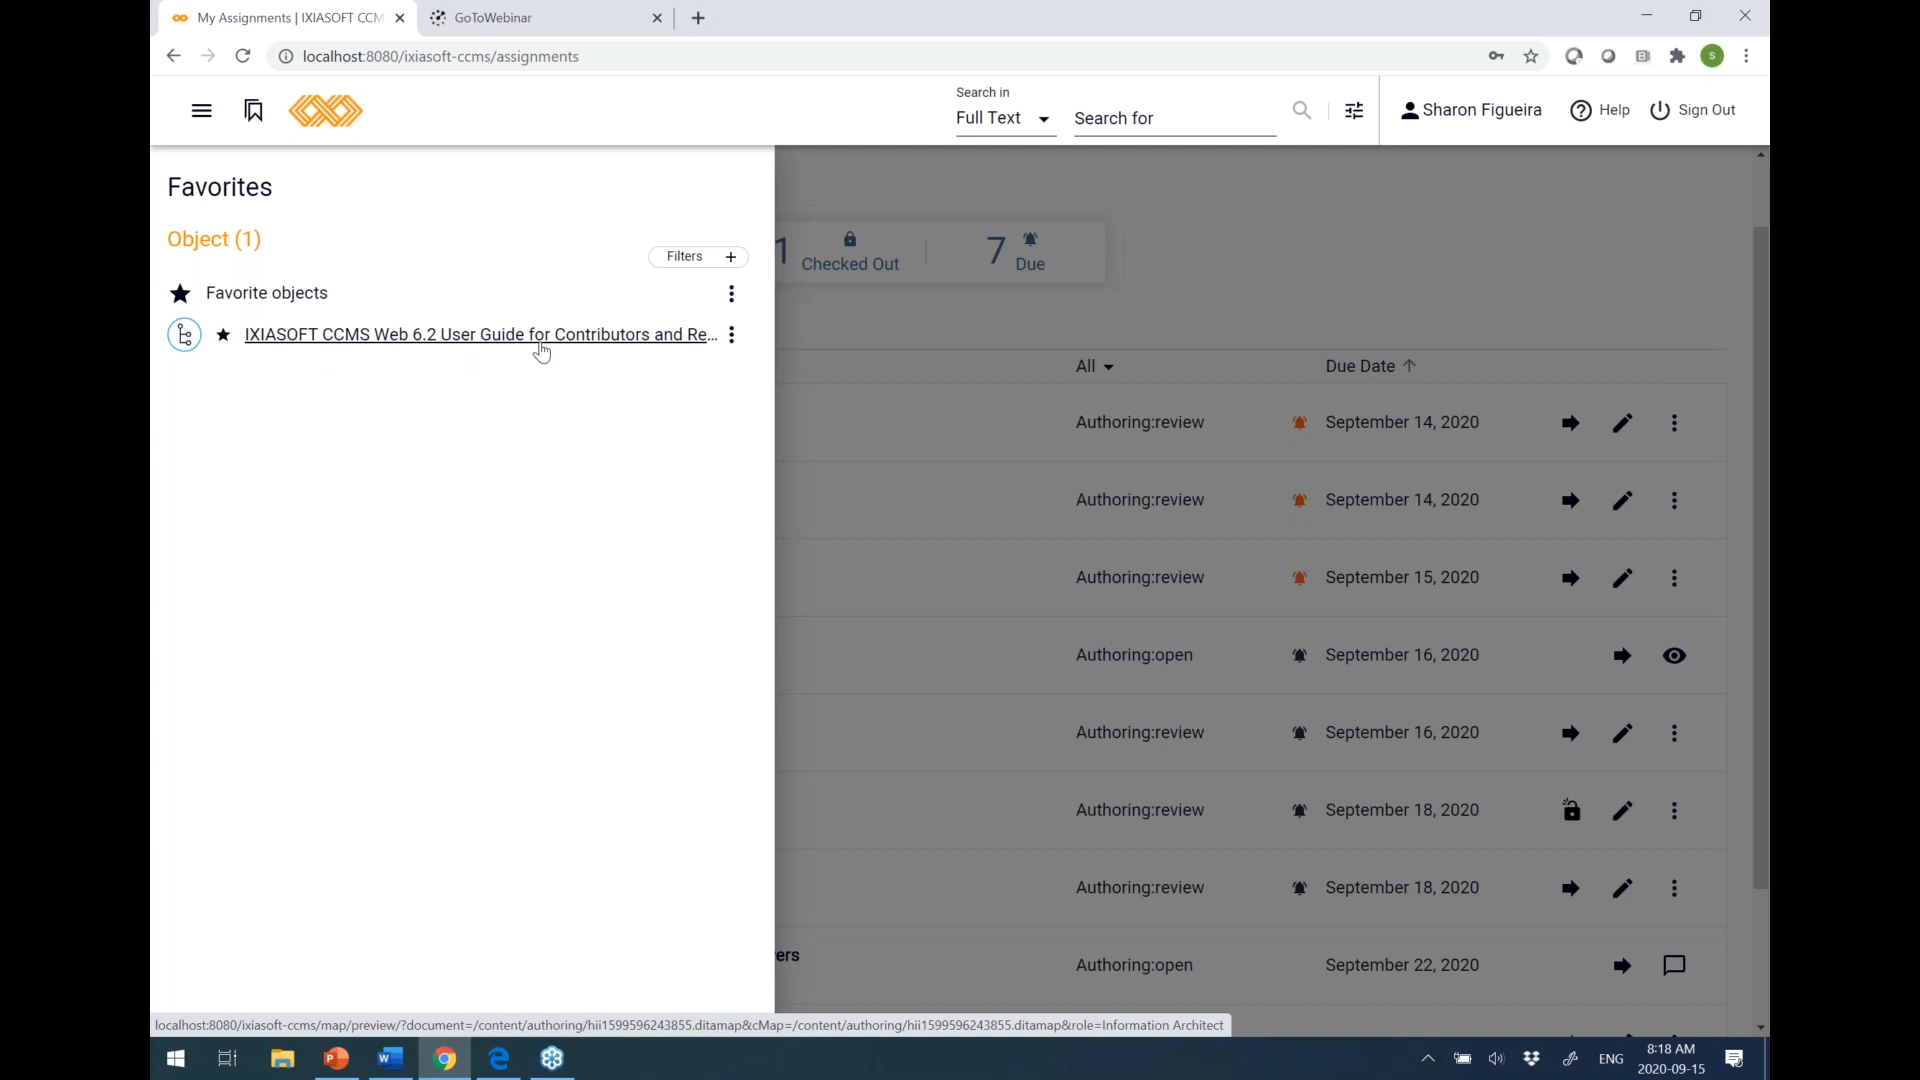 My Assignments | IXIASOFT CCM
GoToWebinar
localhost:8080/ixiasoft-ccms/assignments
S
Search in
Full Text
Search for
Sharon Figueira
Help
Sign Out
Favorites
Object (1)
Filters +
Favorite objects
IXIASOFT CCMS Web 6.2 User Guide for Contributors and Re...
1 Checked Out
7 Due
All
Due Date
Authoring:review September 14, 2020
Authoring:review September 14, 2020
Authoring:review September 15, 2020
Authoring:open September 16, 2020
Authoring:review September 16, 2020
Authoring:review September 18, 2020
Authoring:review September 18, 2020
ers
Authoring:open September 22, 2020
localhost:8080/ixiasoft-ccms/map/preview/?document=/content/authoring/hii1599596243855.ditamap&cMap=/content/authoring/hii1599596243855.ditamap&role=Information Architect
ENG
8:18 AM
2020-09-15